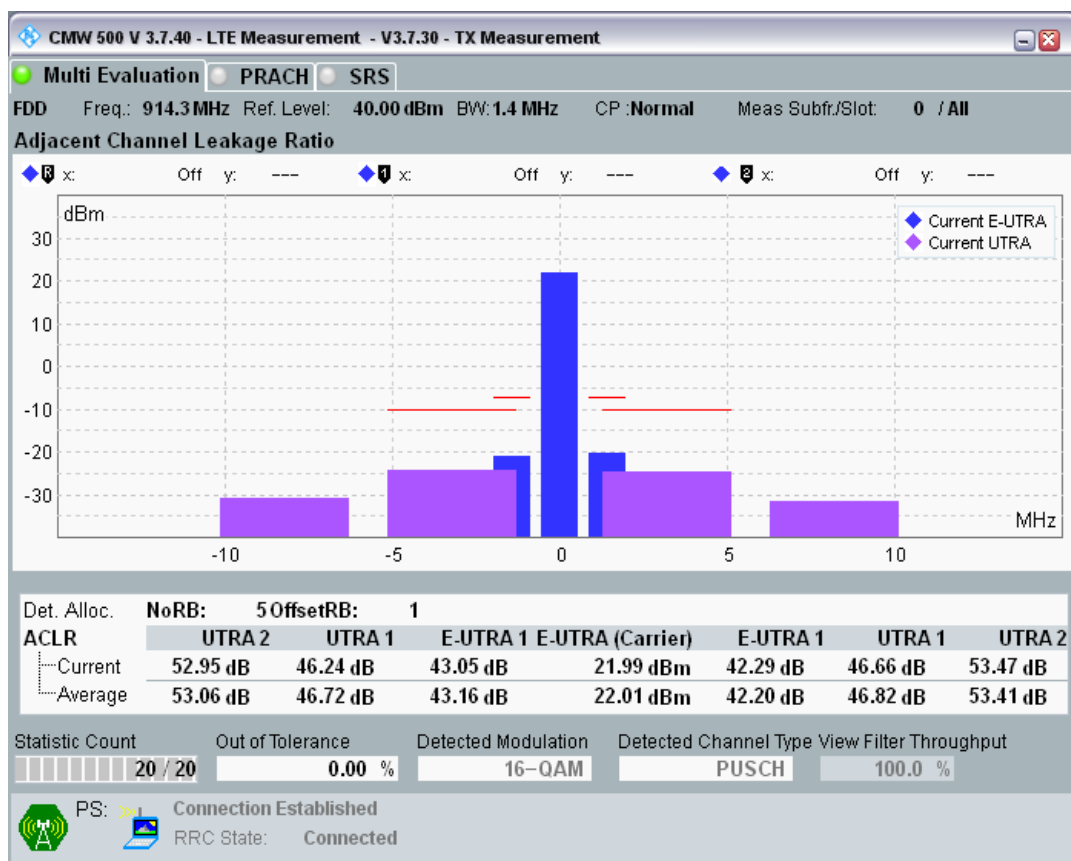 CMW 500 V 3.7.40 - LTE Measurement - V3.7.30 - TX Measurement
Multi Evaluation PRACH SRS
FDD Freq.: 914.3 MHz Ref. Level: 40.00 dBm BW: 1.4 MHz CP :Normal Meas Subfr./Slot: 0 / All
Adjacent Channel Leakage Ratio
R x: Off y: --- 1 x: Off y: --- 2 x: Off y: ---
dBm
Current E-UTRA
Current UTRA
30
20
10
0
-10
-20
-30
MHz
-10 -5 0 5 10
Det. Alloc. NoRB: 5 OffsetRB: 1
ACLR UTRA 2 UTRA 1 E-UTRA 1 E-UTRA (Carrier) E-UTRA 1 UTRA 1 UTRA 2
Current 52.95 dB 46.24 dB 43.05 dB 21.99 dBm 42.29 dB 46.66 dB 53.47 dB
Average 53.06 dB 46.72 dB 43.16 dB 22.01 dBm 42.20 dB 46.82 dB 53.41 dB
Statistic Count Out of Tolerance Detected Modulation Detected Channel Type View Filter Throughput
20 / 20 0.00 % 16-QAM PUSCH 100.0 %
PS: Connection Established
RRC State: Connected